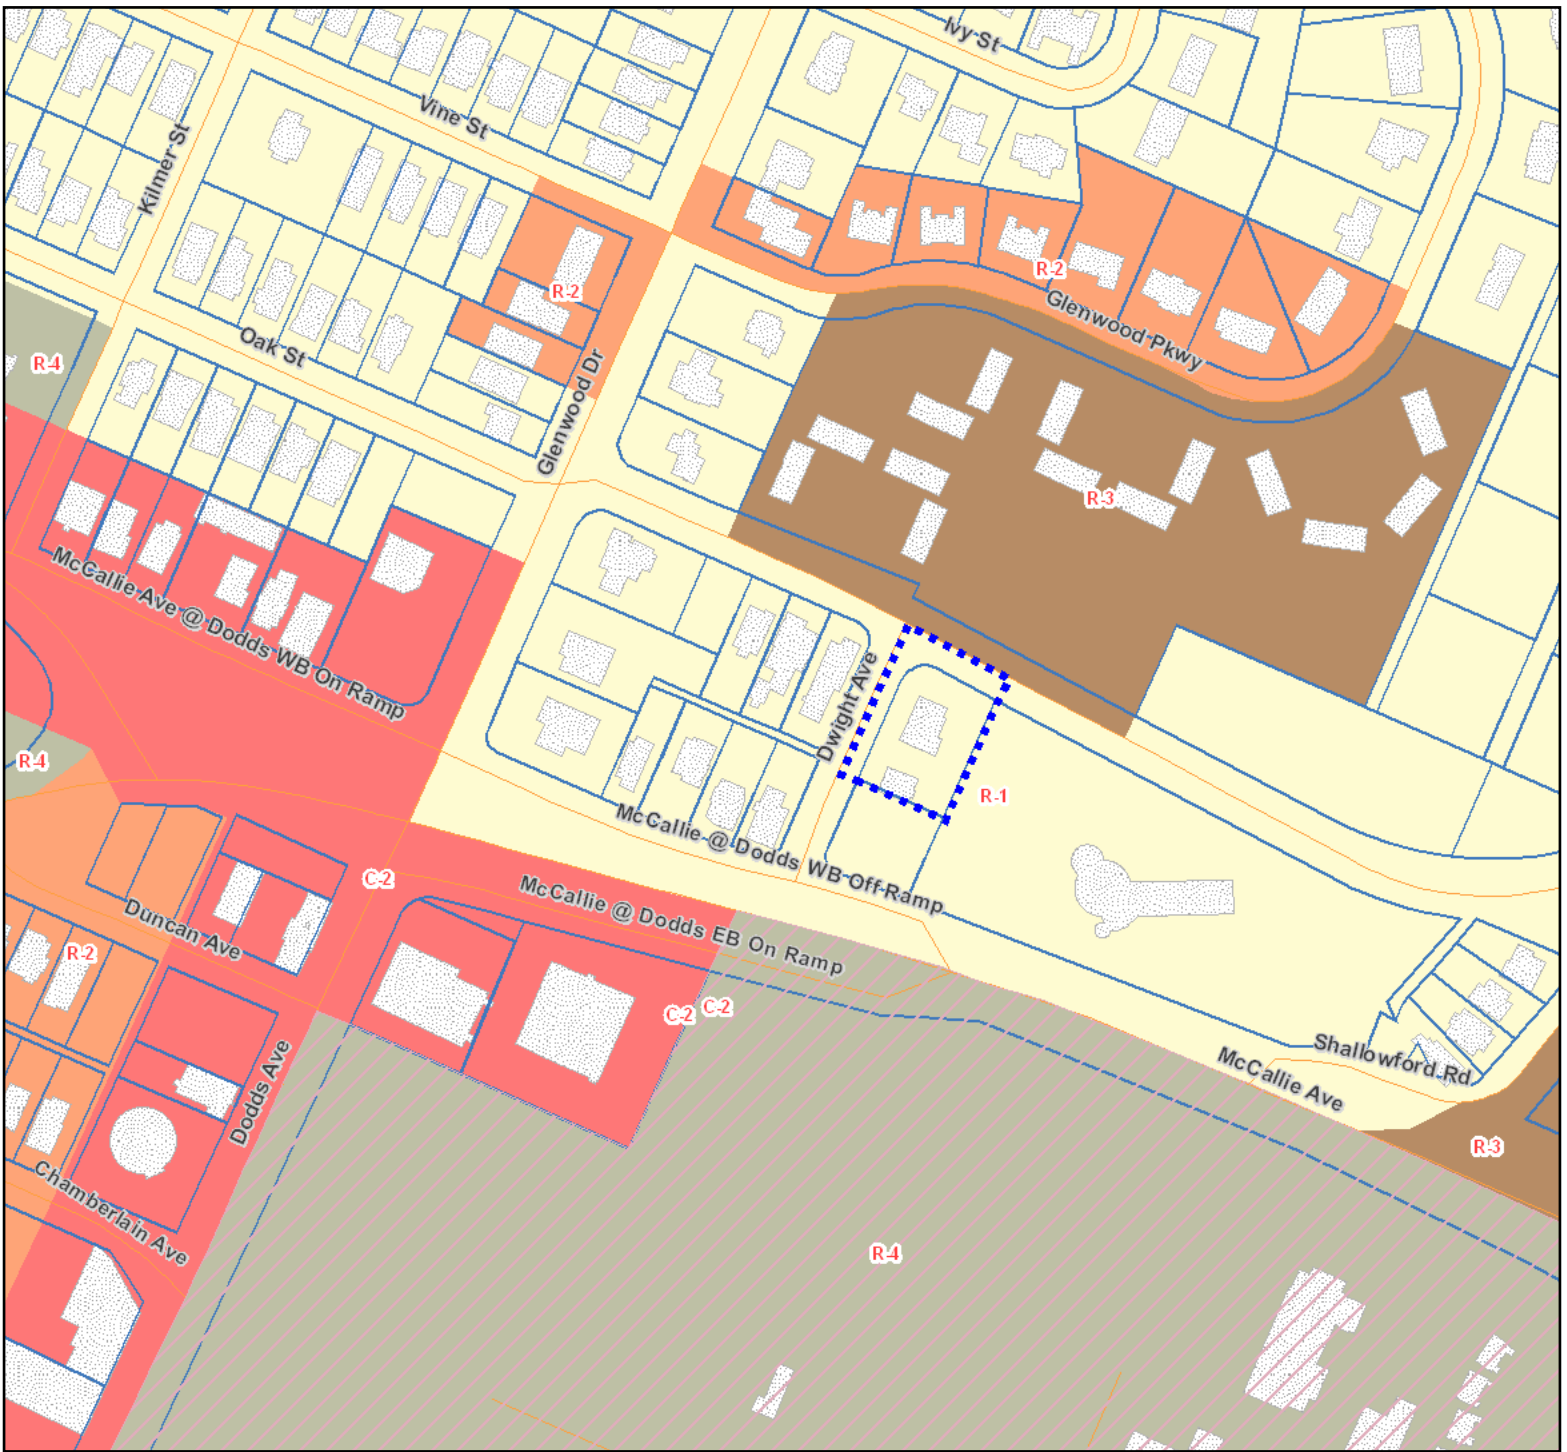 Ivy St
Vine St
Kilmer St
R-2
R-2
Glenwood Pkwy
Oak St
R-4
Glenwood Dr
R-3
McCallie Ave @ Dodds WB On Ramp
Dwight Ave
R-4
R-1
McCallie @ Dodds WB Off-Ramp
C-2
McCallie @ Dodds EB On Ramp
Duncan Ave
R-2
C-2
C-2
Shallowford Rd
McCallie Ave
Dodds Ave
R-3
Chamberlain Ave
R-4